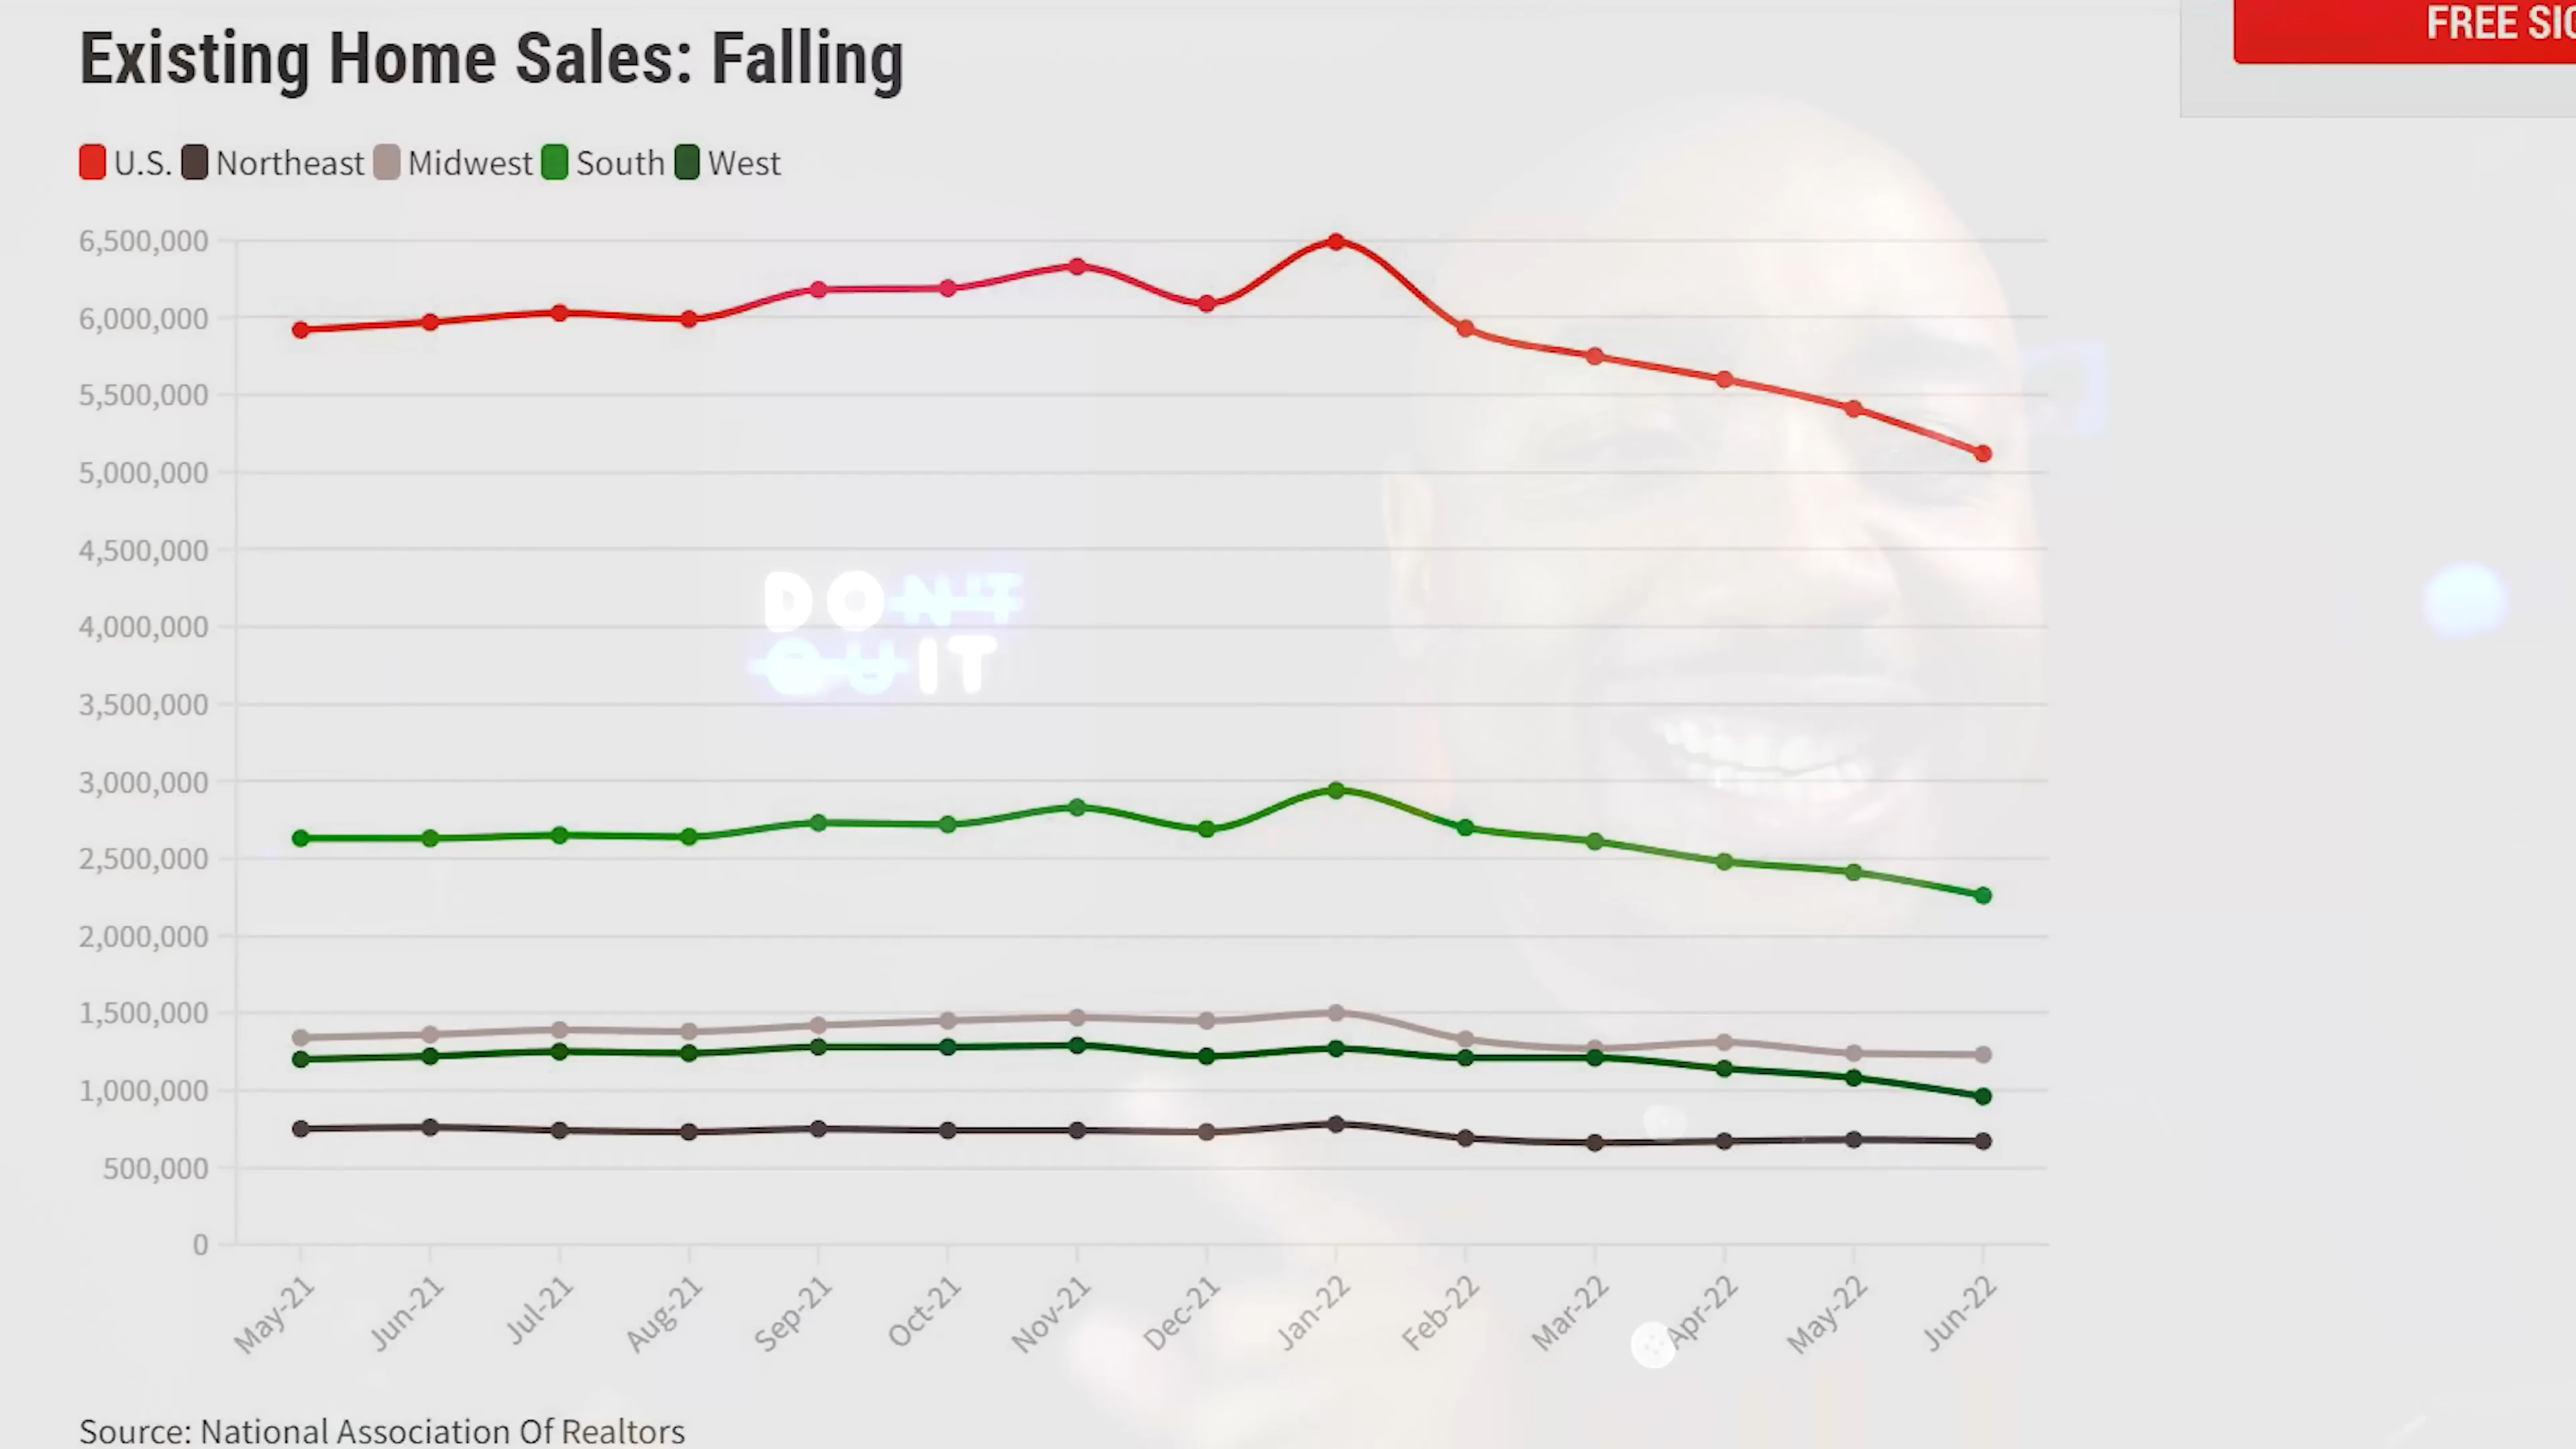 FREE SIG
Existing Home Sales: Falling
U.S. Northeast Midwest South West
6,500,000
6,000,000
5,500,000
5,000,000
4,500,000
4,000,000
3,500,000
3,000,000
2,500,000
2,000,000
1,500,000
1,000,000
500,000
0
DON'T
QUIT
May-21 Jun-21 Jul-21 Aug-21 Sep-21 Oct-21 Nov-21 Dec-21 Jan-22 Feb-22 Mar-22 Apr-22 May-22 Jun-22
Source: National Association Of Realtors